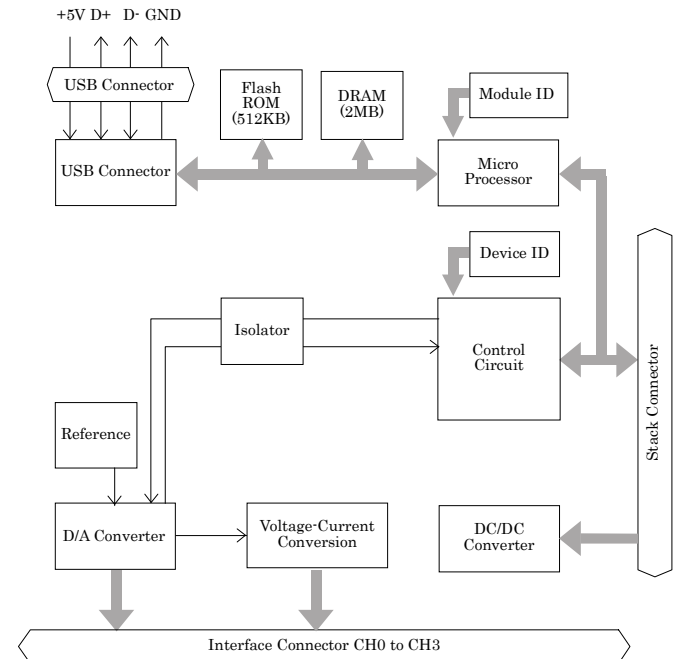 +5V D+ D- GND
USB Connector
USB Connector
Flash
ROM
(512KB)
DRAM
(2MB)
Module ID
Micro
Processor
Device ID
Isolator
Control
Circuit
Stack Connector
Reference
D/A Converter
Voltage-Current
Conversion
DC/DC
Converter
Interface Connector CH0 to CH3